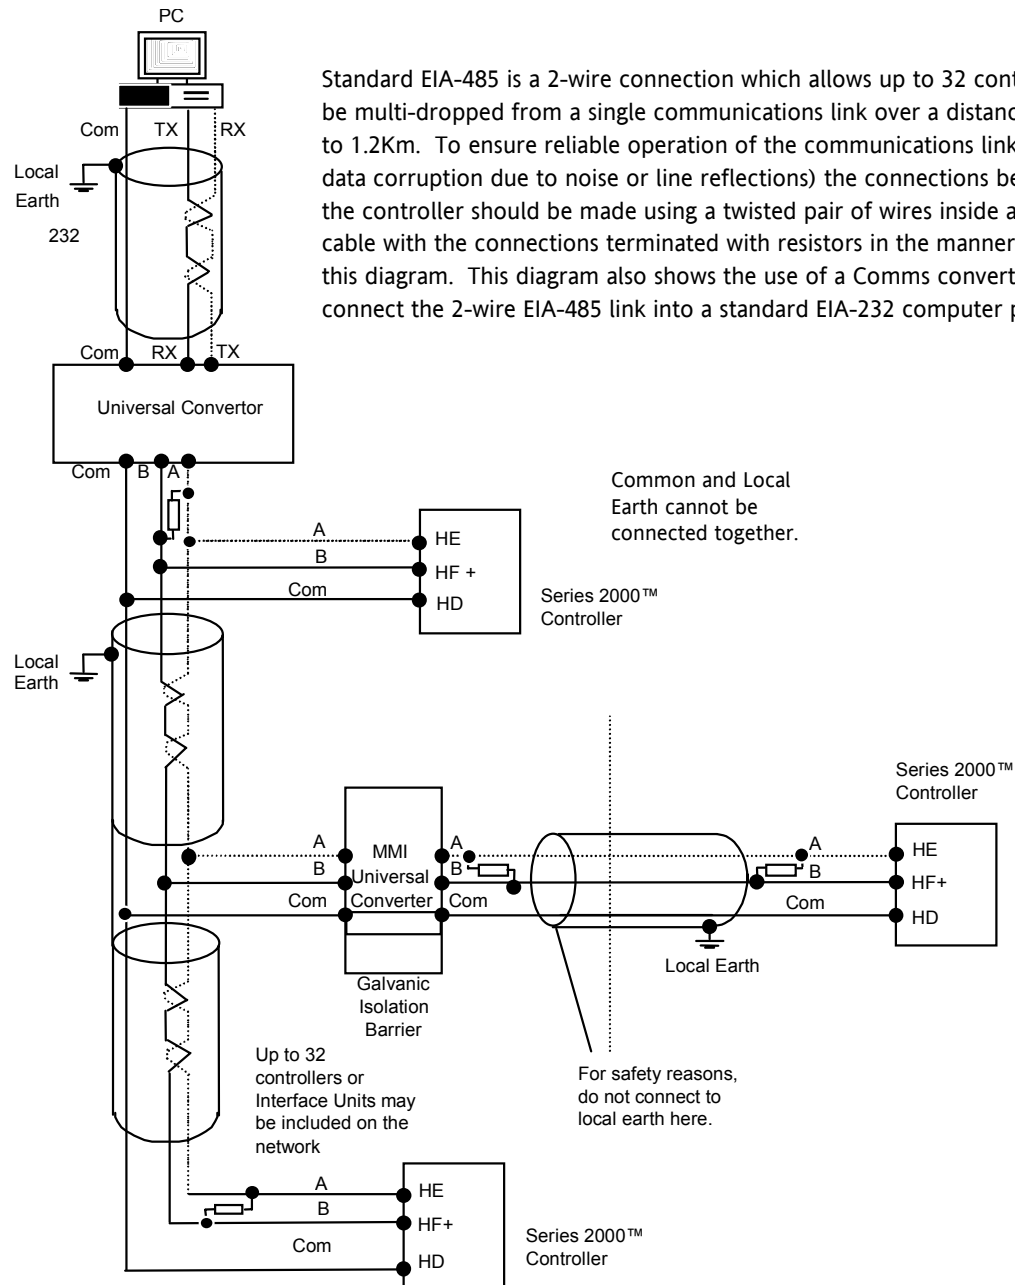 PC
Standard EIA-485 is a 2-wire connection which allows up to 32 cont
be multi-dropped from a single communications link over a distanc
to 1.2Km. To ensure reliable operation of the communications link
data corruption due to noise or line reflections) the connections be
the controller should be made using a twisted pair of wires inside a
cable with the connections terminated with resistors in the manner
this diagram. This diagram also shows the use of a Comms convert
connect the 2-wire EIA-485 link into a standard EIA-232 computer p
Com TX RX
Local
Earth
232
Com RX TX
Universal Convertor
Com B A
Common and Local
Earth cannot be
connected together.
A HE
B HF +
Com HD
Series 2000™
Controller
Local
Earth
Series 2000™
Controller
A MMI A A HE
B Universal B B HF+
Com Converter Com Com HD
Local Earth
Galvanic
Isolation
Barrier
Up to 32
controllers or
Interface Units may
be included on the
network
For safety reasons,
do not connect to
local earth here.
A HE
B HF+
Com HD
Series 2000™
Controller